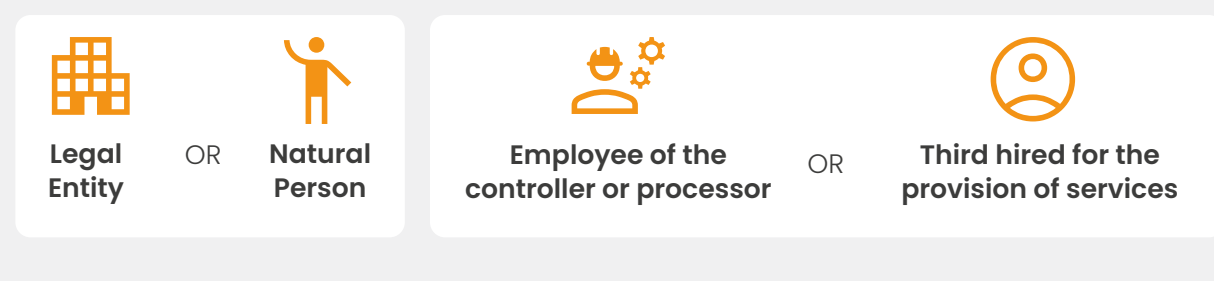 Legal
Entity
OR
Natural
Person
Employee of the
controller or processor
OR
Third hired for the
provision of services